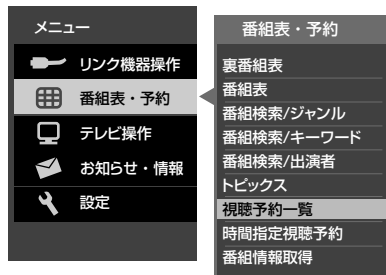 メニュー
リンク機器操作
番組表・予約
テレビ操作
お知らせ・情報
設定
番組表・予約
裏番組表
番組表
番組検索/ジャンル
番組検索/キーワード
番組検索/出演者
トピックス
視聴予約一覧
時間指定視聴予約
番組情報取得